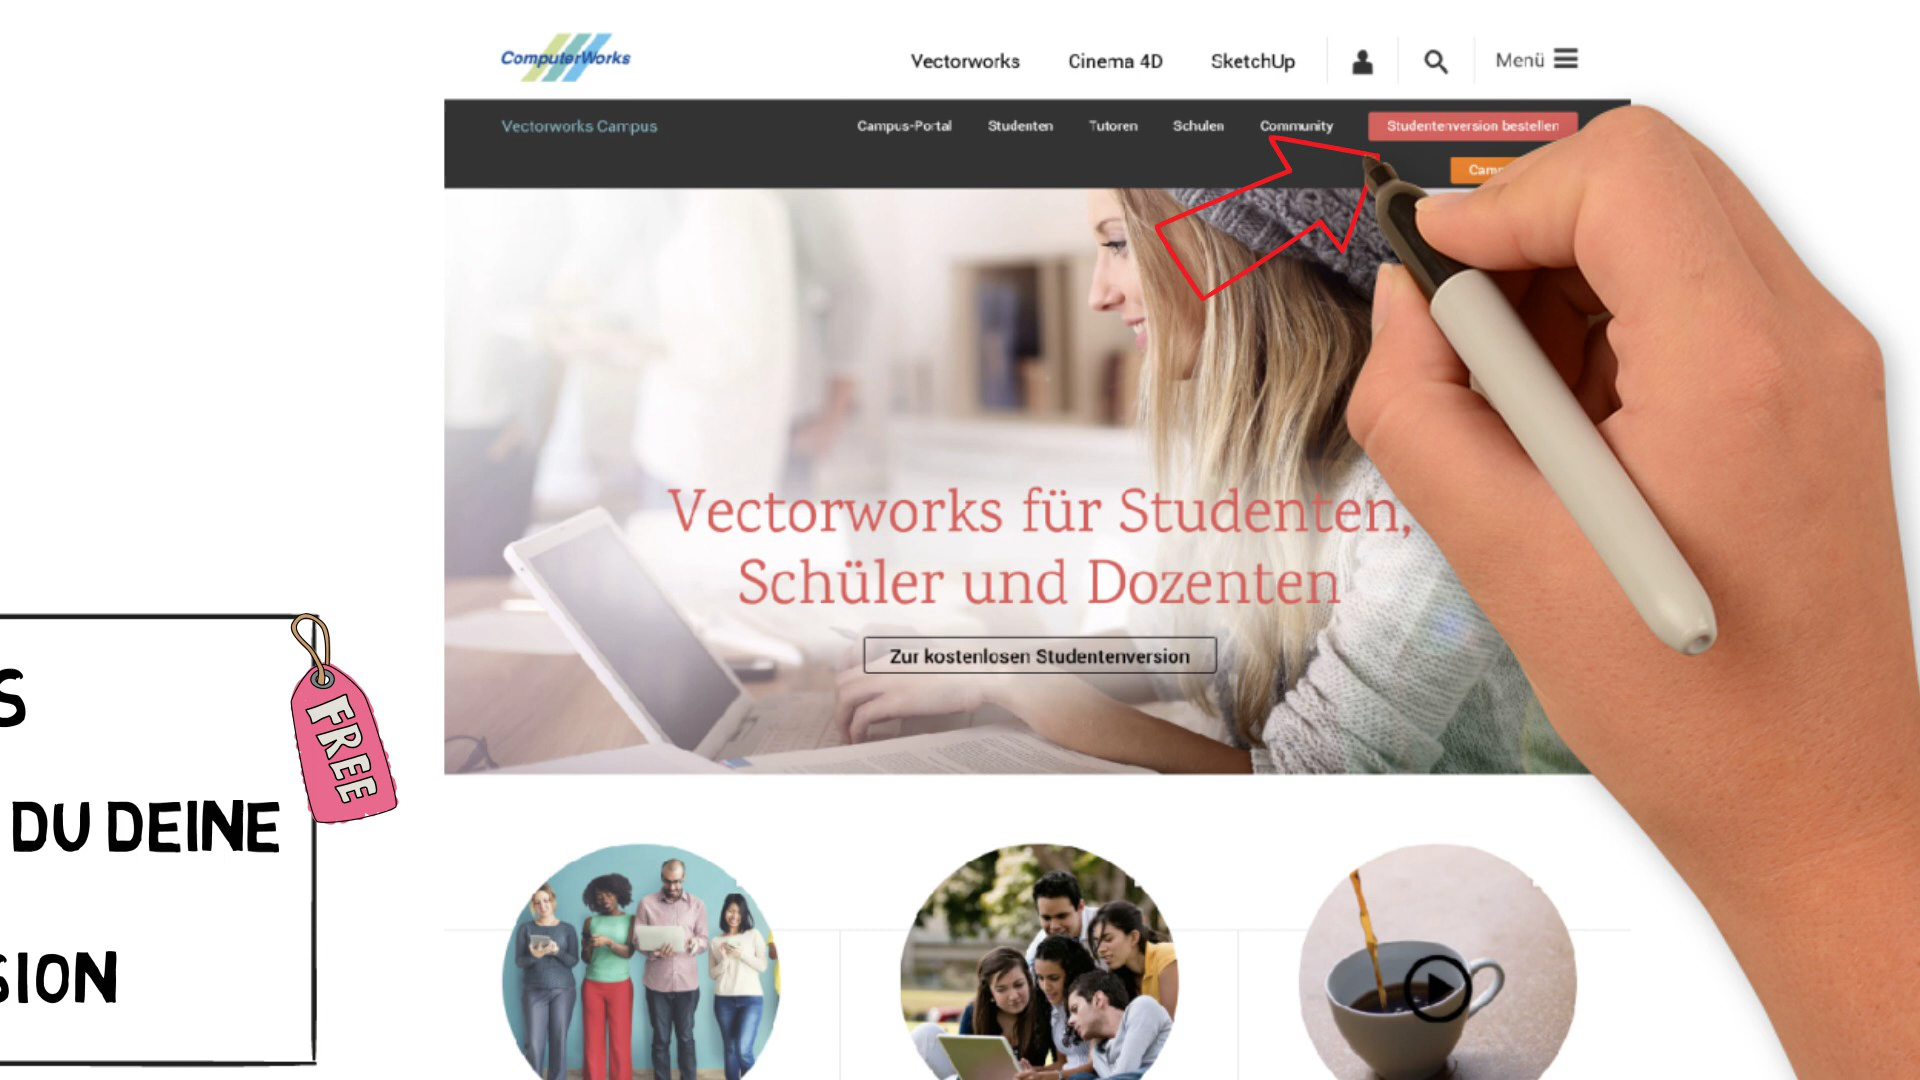 ComputerWorks
Vectorworks Cinema 4D SketchUp Menü
Vectorworks Campus Campus-Portal Studenten Tutoren Schulen Community Studentenversion bestellen
Vectorworks für Studenten,
Schüler und Dozenten
Zur kostenlosen Studentenversion
FREE
DU DEINE